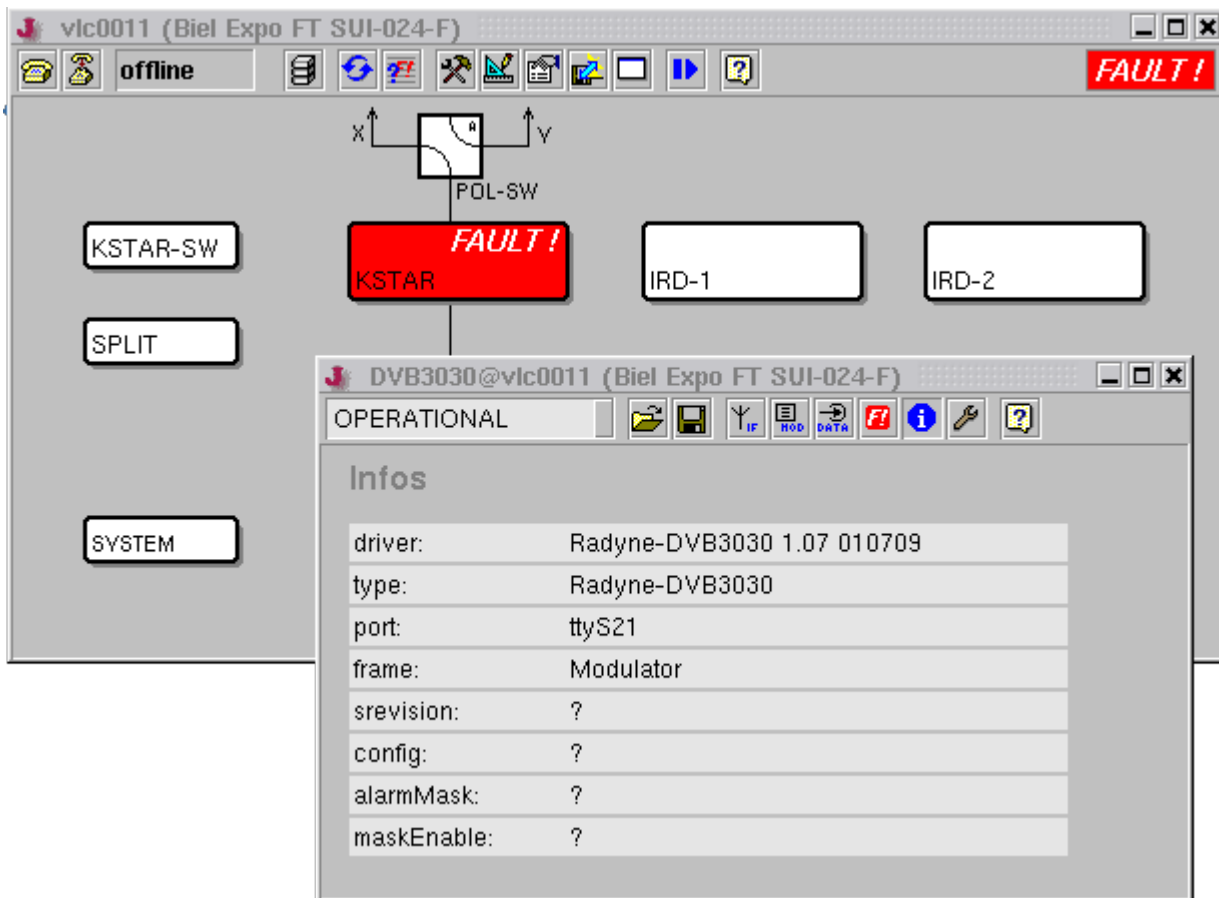 vlc0011 (Biel Expo FT SUI-024-F)
offline
FAULT !
X
A
Y
POL-SW
KSTAR-SW
FAULT !
KSTAR
IRD-1
IRD-2
SPLIT
SYSTEM
DVB3030@vlc0011 (Biel Expo FT SUI-024-F)
OPERATIONAL
IF
MOD
DATA
F!
i
?
Infos
driver: Radyne-DVB3030 1.07 010709
type: Radyne-DVB3030
port: ttyS21
frame: Modulator
srevision: ?
config: ?
alarmMask: ?
maskEnable: ?